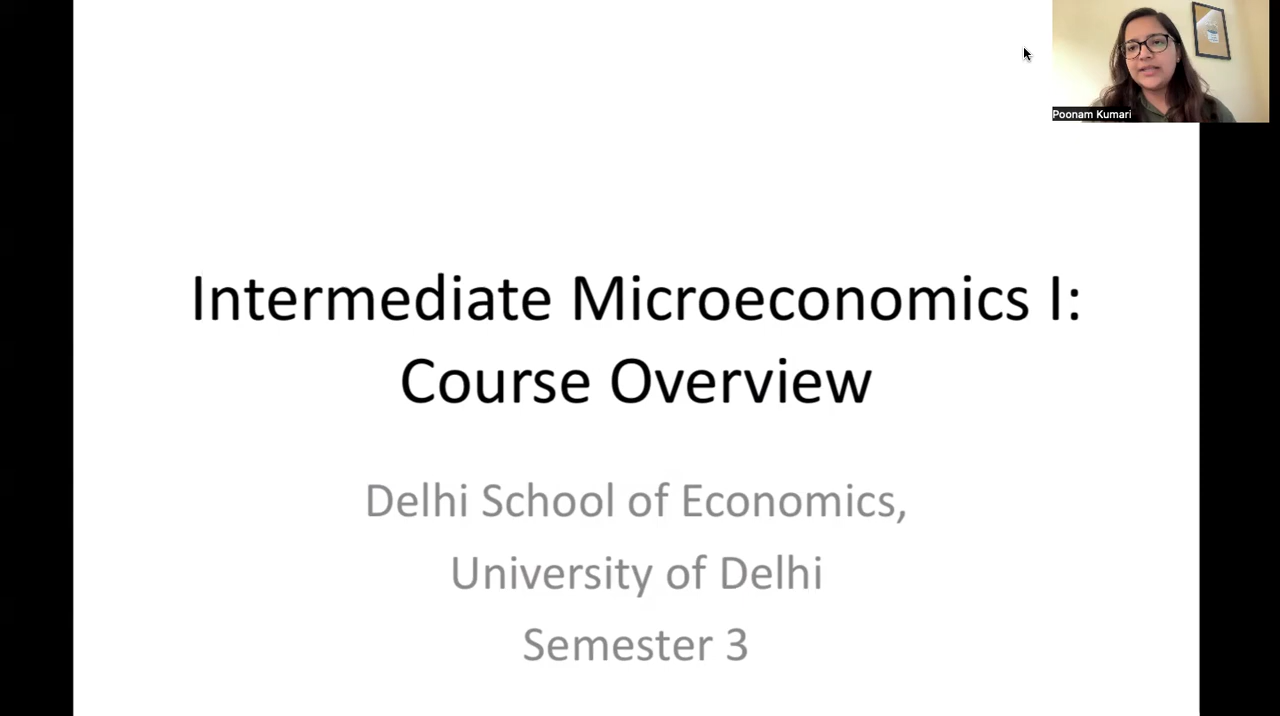 Poonam Kumari
Intermediate Microeconomics I:
Course Overview
Delhi School of Economics,
University of Delhi
Semester 3